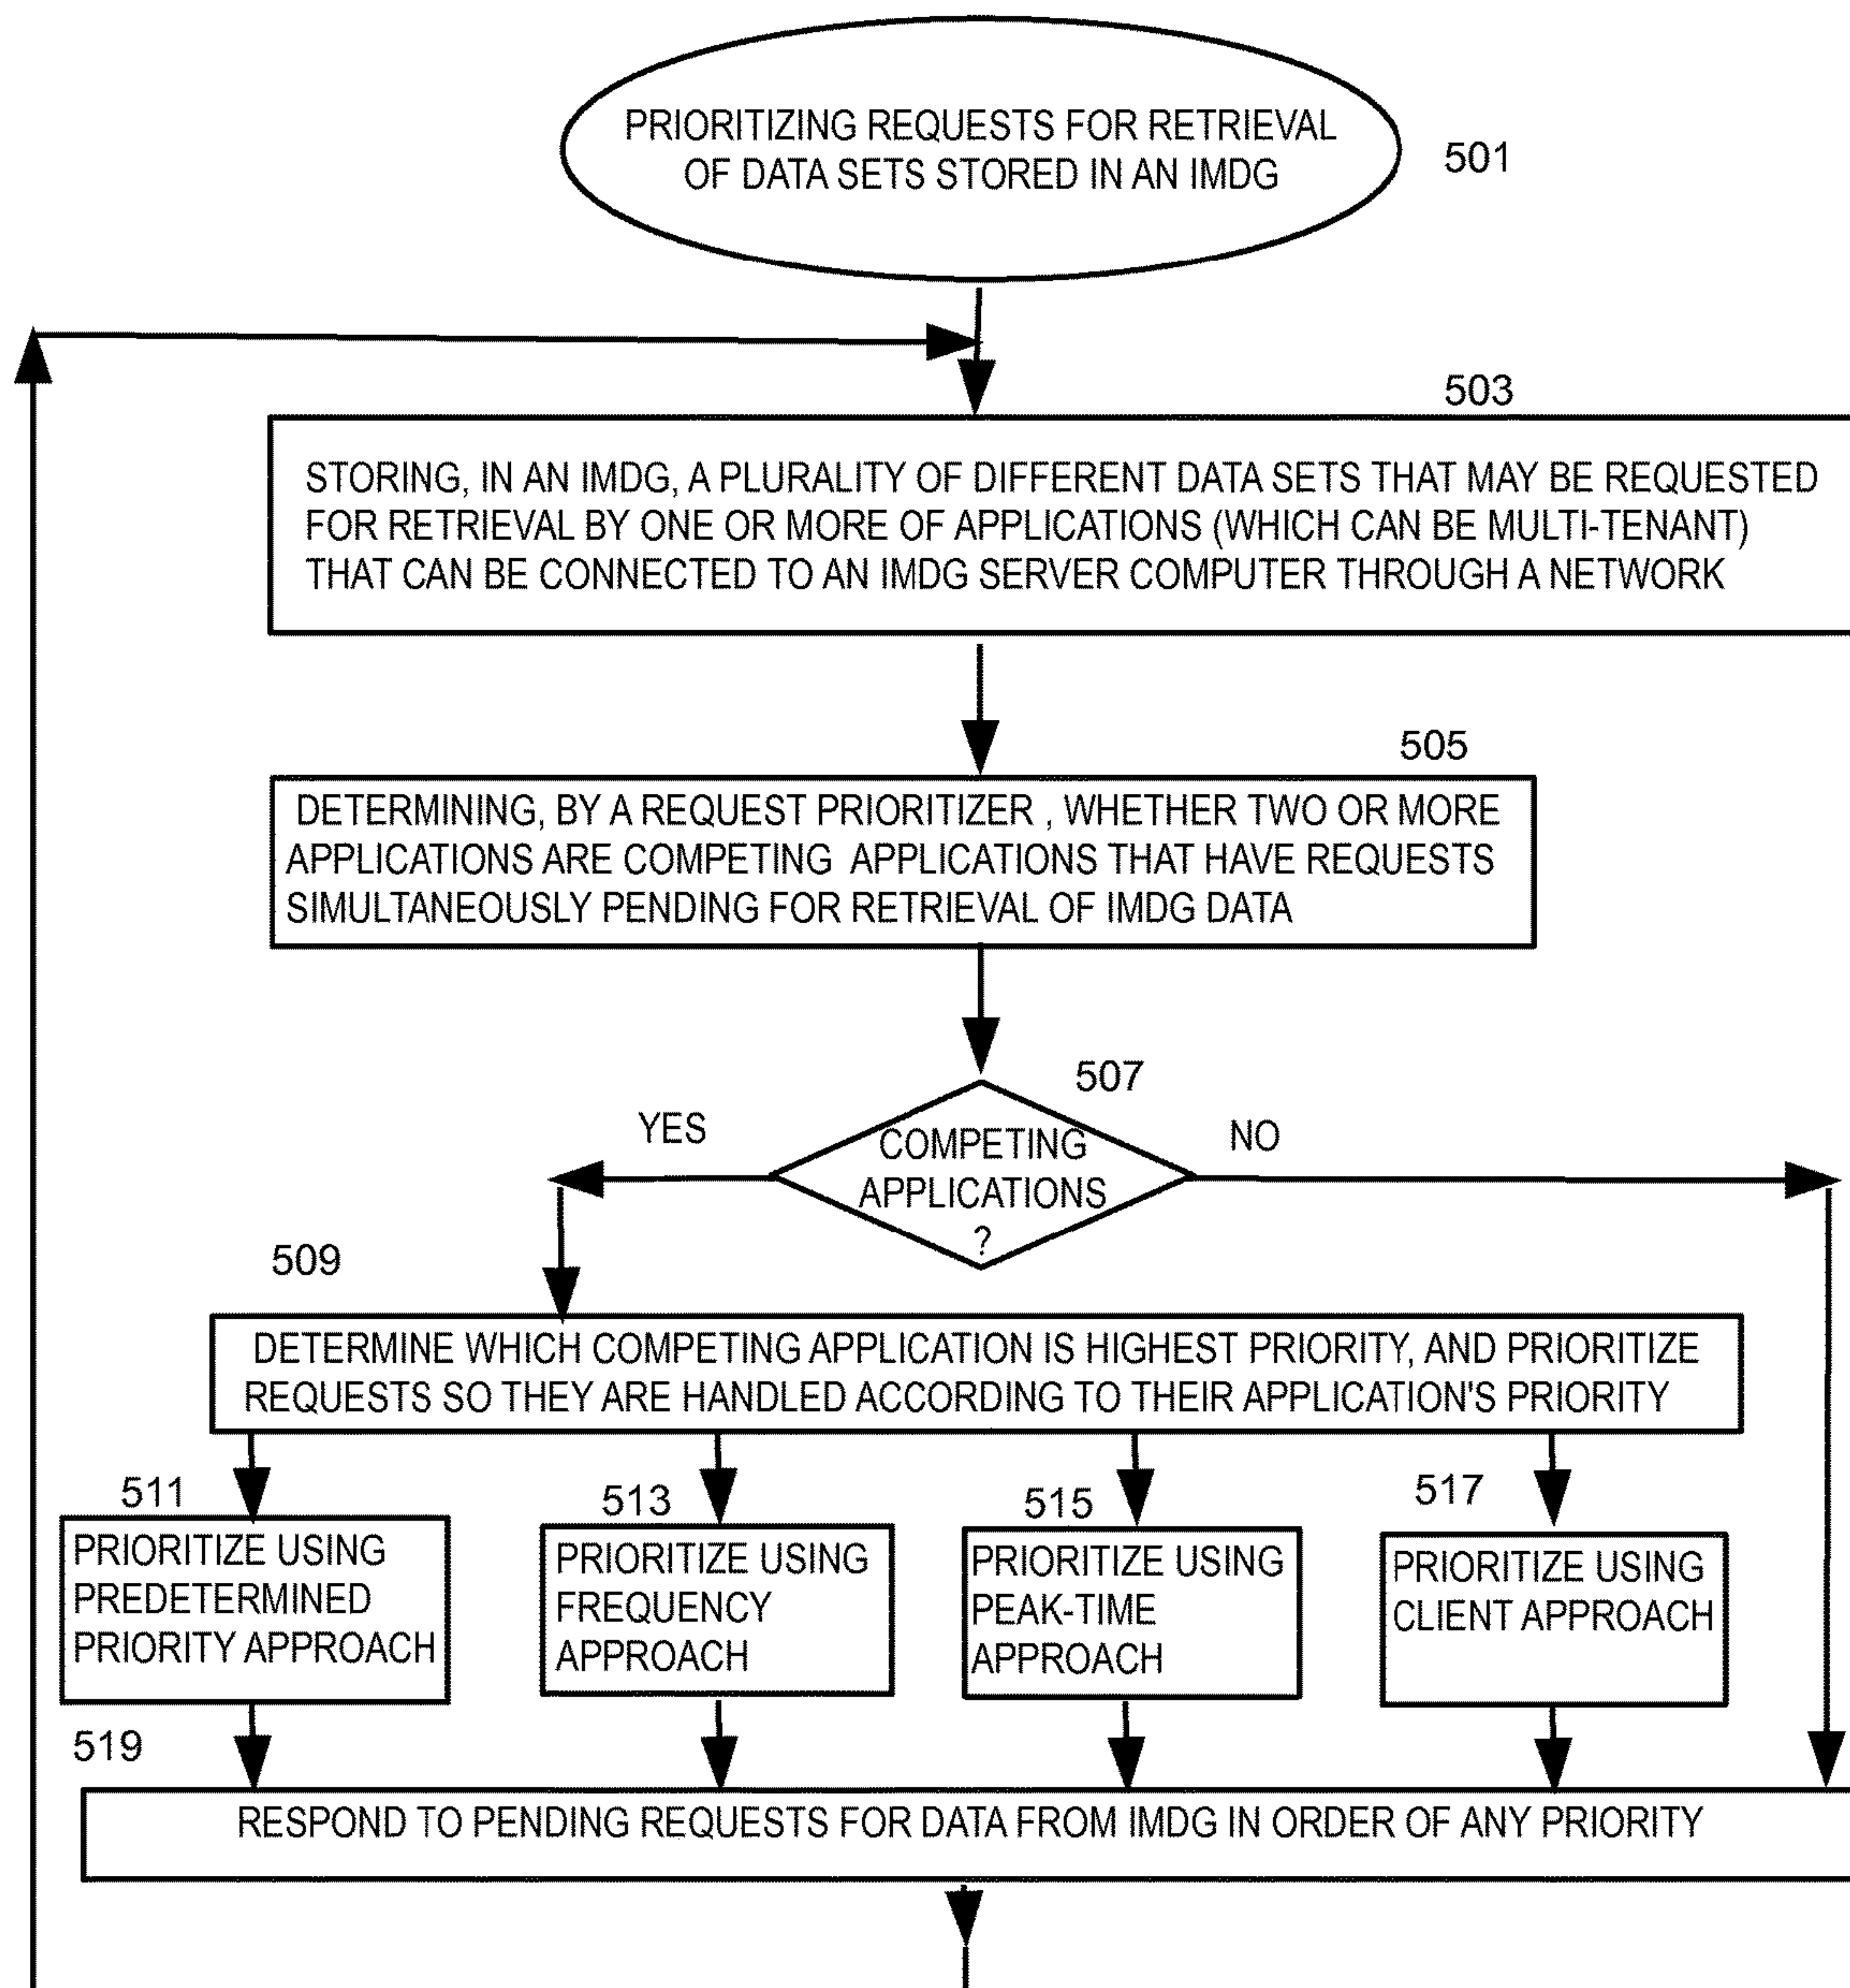 PRIORITIZING REQUESTS FOR RETRIEVAL
OF DATA SETS STORED IN AN IMDG
501
503
STORING, IN AN IMDG, A PLURALITY OF DIFFERENT DATA SETS THAT MAY BE REQUESTED
FOR RETRIEVAL BY ONE OR MORE OF APPLICATIONS (WHICH CAN BE MULTI-TENANT)
THAT CAN BE CONNECTED TO AN IMDG SERVER COMPUTER THROUGH A NETWORK
505
DETERMINING, BY A REQUEST PRIORITIZER , WHETHER TWO OR MORE
APPLICATIONS ARE COMPETING APPLICATIONS THAT HAVE REQUESTS
SIMULTANEOUSLY PENDING FOR RETRIEVAL OF IMDG DATA
507
YES
COMPETING
APPLICATIONS
?
NO
509
DETERMINE WHICH COMPETING APPLICATION IS HIGHEST PRIORITY, AND PRIORITIZE
REQUESTS SO THEY ARE HANDLED ACCORDING TO THEIR APPLICATION'S PRIORITY
511
PRIORITIZE USING
PREDETERMINED
PRIORITY APPROACH
513
PRIORITIZE USING
FREQUENCY
APPROACH
515
PRIORITIZE USING
PEAK-TIME
APPROACH
517
PRIORITIZE USING
CLIENT APPROACH
519
RESPOND TO PENDING REQUESTS FOR DATA FROM IMDG IN ORDER OF ANY PRIORITY